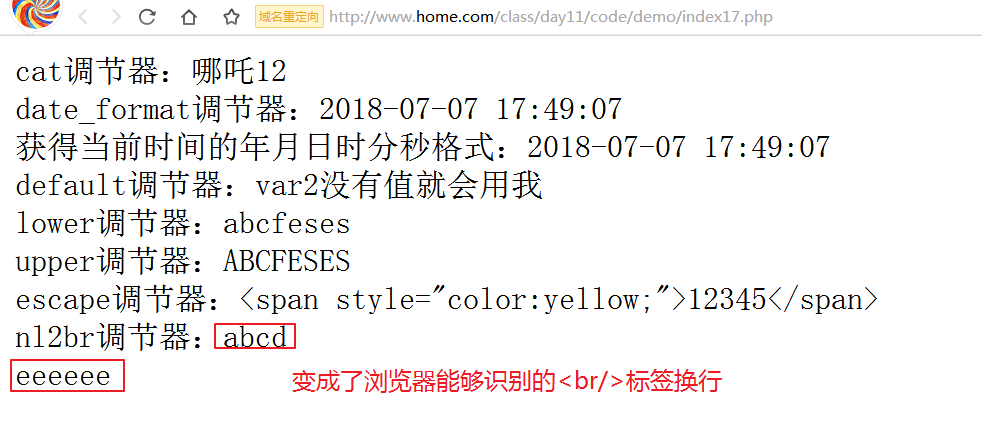 域名重定向 http://www.home.com/class/day11/code/demo/index17.php
cat调节器：哪吒12
date_format调节器：2018-07-07 17:49:07
获得当前时间的年月日时分秒格式：2018-07-07 17:49:07
default调节器：var2没有值就会用我
lower调节器：abcfeses
upper调节器：ABCFESES
escape调节器：<span style="color:yellow;">12345</span>
nl2br调节器：abcd
eeeeee
变成了浏览器能够识别的<br/>标签换行